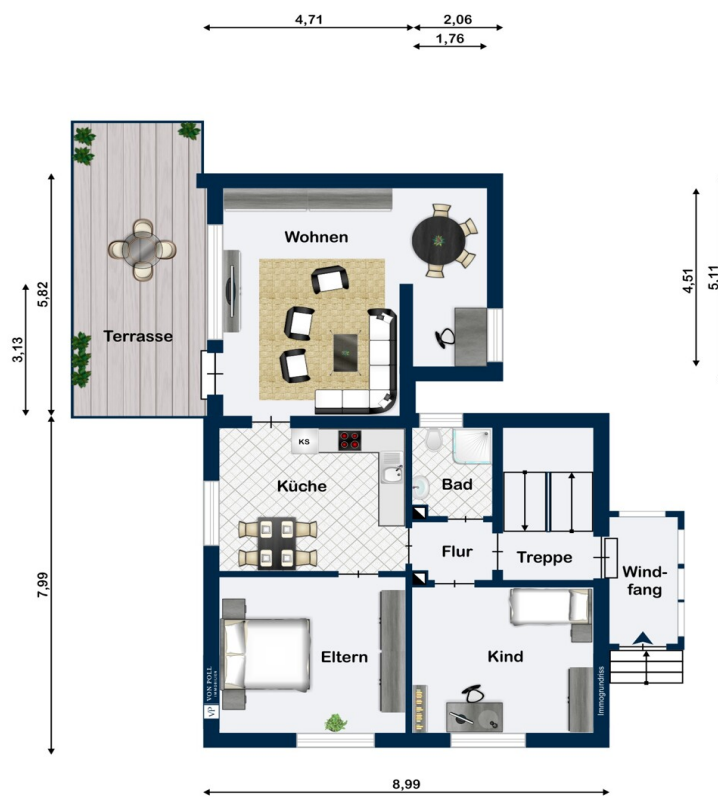 4,71
2,06
1,76
Wohnen
Terrasse
5,82
3,13
4,51
5,11
KS
Küche
Bad
Flur
Treppe
Wind-
fang
7,99
Eltern
Kind
VP VON POLL
IMMOBILIEN
Immogrundriss
8,99